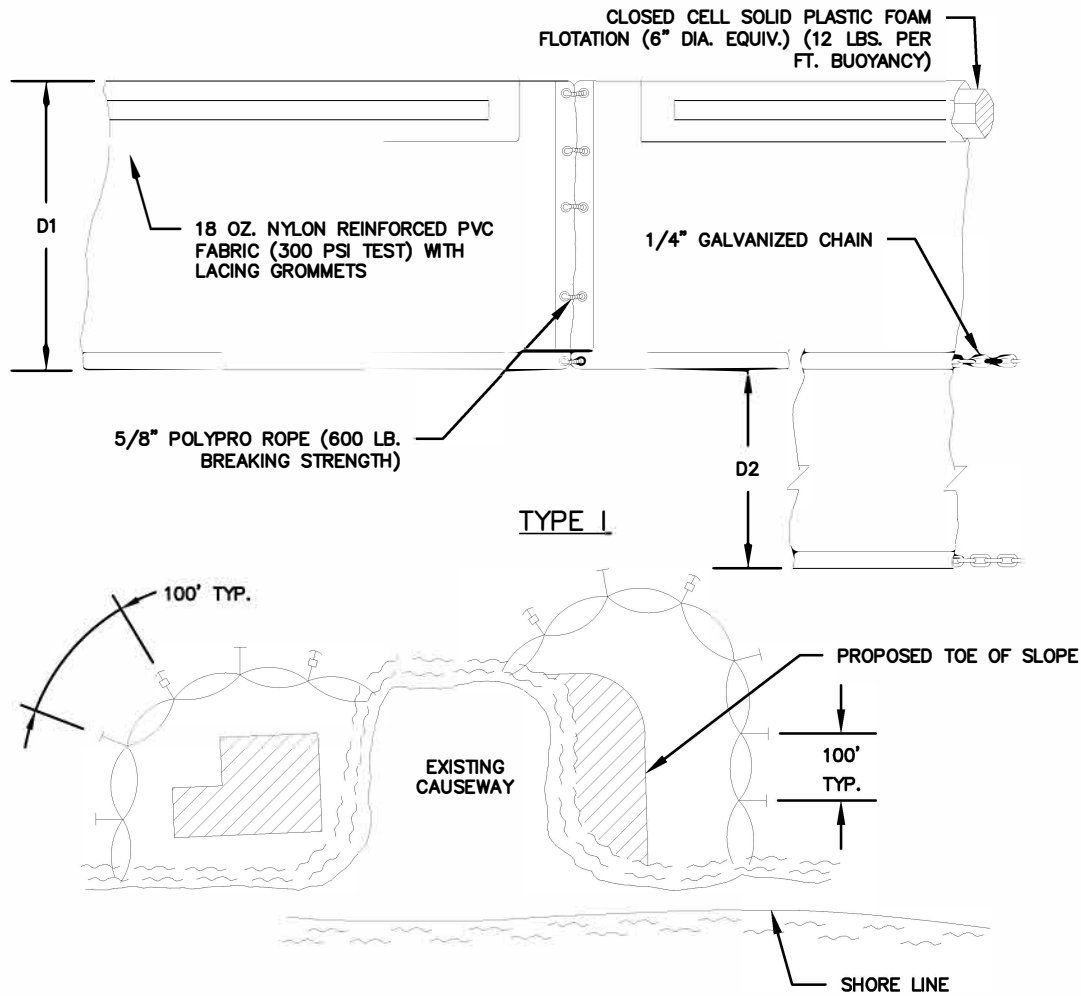 CLOSED CELL SOLID PLASTIC FOAM
FLOTATION (6" DIA. EQUIV.) (12 LBS. PER
FT. BUOYANCY)
D1
18 OZ. NYLON REINFORCED PVC
FABRIC (300 PSI TEST) WITH
LACING GROMMETS
1/4" GALVANIZED CHAIN
5/8" POLYPRO ROPE (600 LB.
BREAKING STRENGTH)
D2
TYPE I
100' TYP.
PROPOSED TOE OF SLOPE
EXISTING
CAUSEWAY
100'
TYP.
SHORE LINE